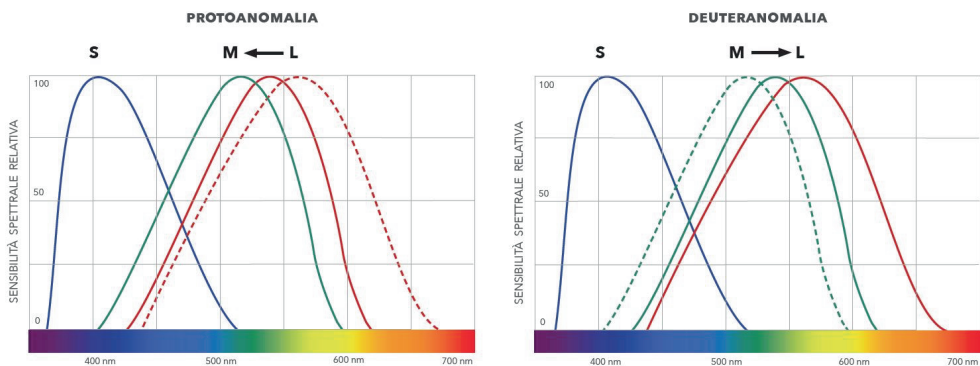 PROTOANOMALIA
S M L
SENSIBILITÀ SPETTRALE RELATIVA
100
50
0
400 nm 500 nm 600 nm 700 nm
DEUTERANOMALIA
S M L
SENSIBILITÀ SPETTRALE RELATIVA
100
50
0
400 nm 500 nm 600 nm 700 nm